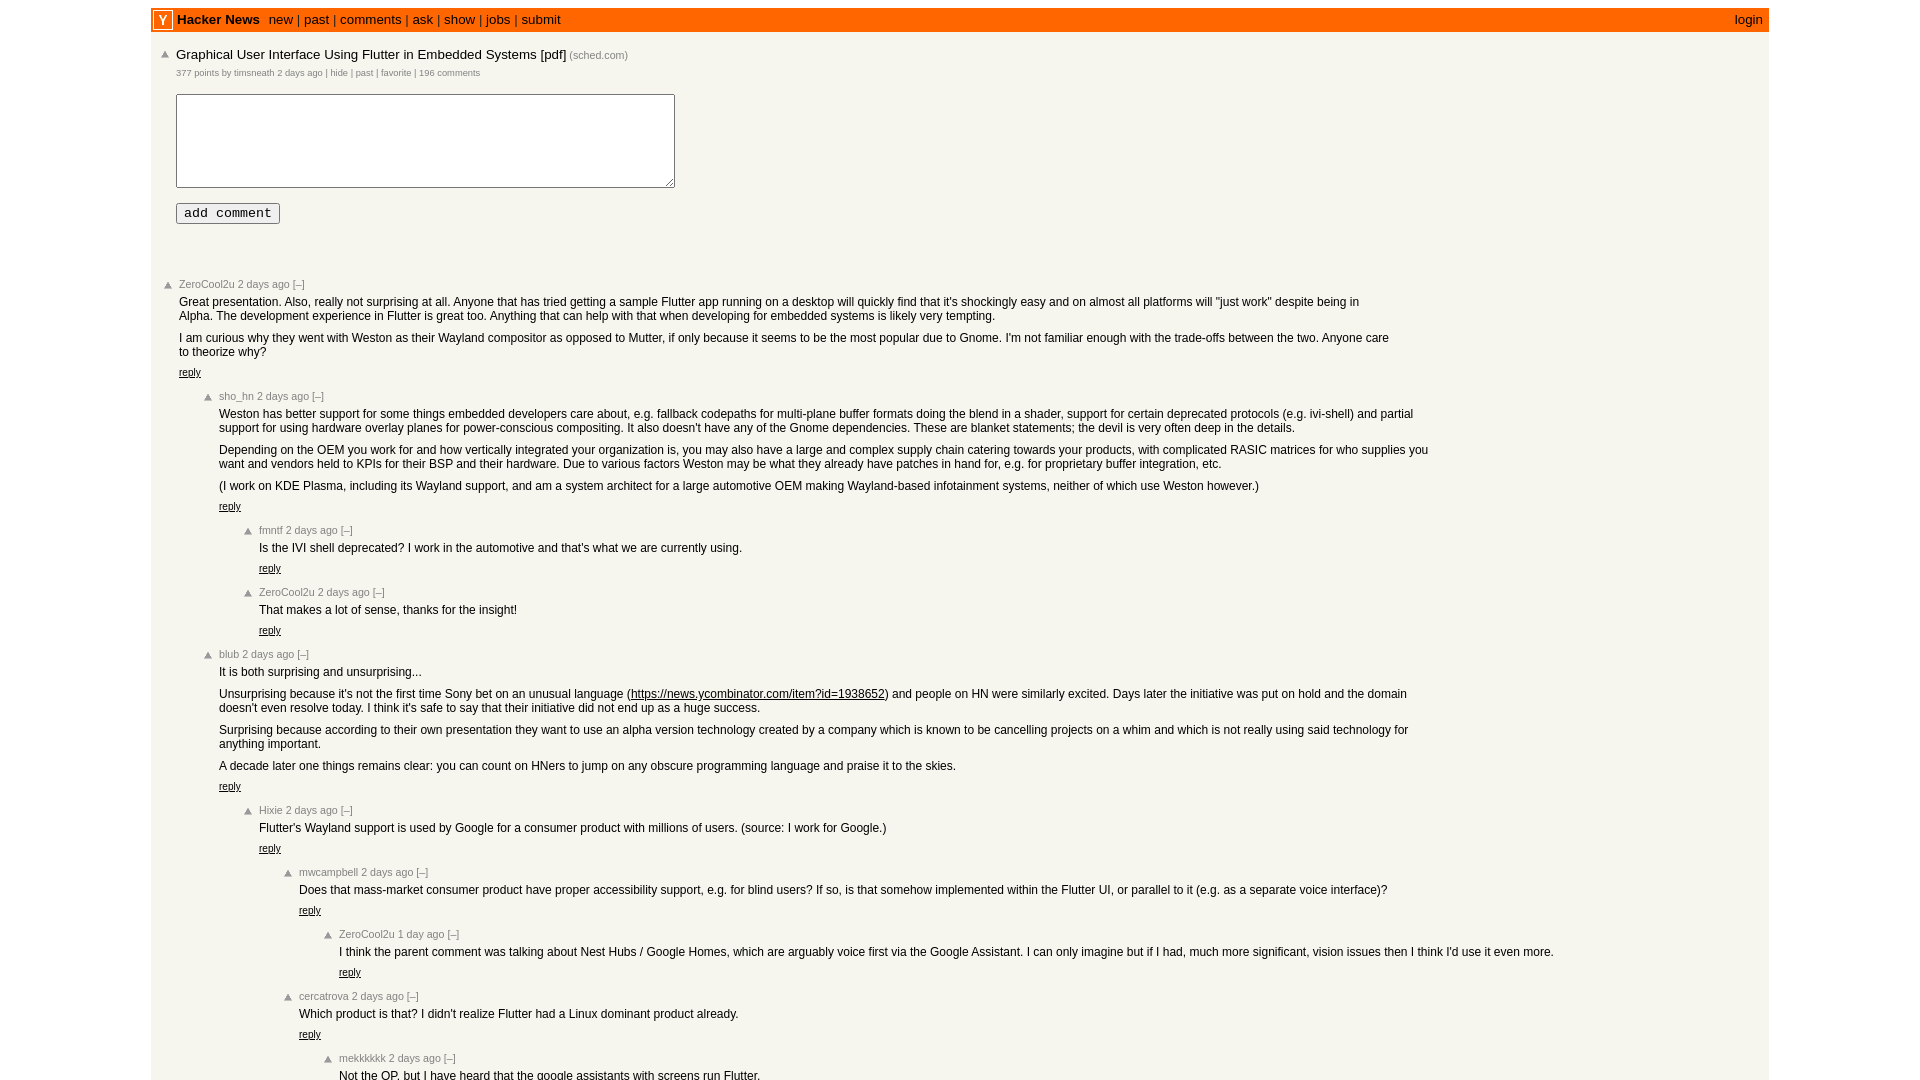 Y Hacker News new | past | comments | ask | show | jobs | submit login
Graphical User Interface Using Flutter in Embedded Systems [pdf] (sched.com)
377 points by timsneath 2 days ago | hide | past | favorite | 196 comments
add comment
ZeroCool2u 2 days ago [–]
Great presentation. Also, really not surprising at all. Anyone that has tried getting a sample Flutter app running on a desktop will quickly find that it's shockingly easy and on almost all platforms will "just work" despite being in
Alpha. The development experience in Flutter is great too. Anything that can help with that when developing for embedded systems is likely very tempting.
I am curious why they went with Weston as their Wayland compositor as opposed to Mutter, if only because it seems to be the most popular due to Gnome. I'm not familiar enough with the trade-offs between the two. Anyone care
to theorize why?
reply
sho_hn 2 days ago [–]
Weston has better support for some things embedded developers care about, e.g. fallback codepaths for multi-plane buffer formats doing the blend in a shader, support for certain deprecated protocols (e.g. ivi-shell) and partial
support for using hardware overlay planes for power-conscious compositing. It also doesn't have any of the Gnome dependencies. These are blanket statements; the devil is very often deep in the details.
Depending on the OEM you work for and how vertically integrated your organization is, you may also have a large and complex supply chain catering towards your products, with complicated RASIC matrices for who supplies you
want and vendors held to KPIs for their BSP and their hardware. Due to various factors Weston may be what they already have patches in hand for, e.g. for proprietary buffer integration, etc.
(I work on KDE Plasma, including its Wayland support, and am a system architect for a large automotive OEM making Wayland-based infotainment systems, neither of which use Weston however.)
reply
fmntf 2 days ago [–]
Is the IVI shell deprecated? I work in the automotive and that's what we are currently using.
reply
ZeroCool2u 2 days ago [–]
That makes a lot of sense, thanks for the insight!
reply
blub 2 days ago [–]
It is both surprising and unsurprising...
Unsurprising because it's not the first time Sony bet on an unusual language (https://news.ycombinator.com/item?id=1938652) and people on HN were similarly excited. Days later the initiative was put on hold and the domain
doesn't even resolve today. I think it's safe to say that their initiative did not end up as a huge success.
Surprising because according to their own presentation they want to use an alpha version technology created by a company which is known to be cancelling projects on a whim and which is not really using said technology for
anything important.
A decade later one things remains clear: you can count on HNers to jump on any obscure programming language and praise it to the skies.
reply
Hixie 2 days ago [–]
Flutter's Wayland support is used by Google for a consumer product with millions of users. (source: I work for Google.)
reply
mwcampbell 2 days ago [–]
Does that mass-market consumer product have proper accessibility support, e.g. for blind users? If so, is that somehow implemented within the Flutter UI, or parallel to it (e.g. as a separate voice interface)?
reply
ZeroCool2u 1 day ago [–]
I think the parent comment was talking about Nest Hubs / Google Homes, which are arguably voice first via the Google Assistant. I can only imagine but if I had, much more significant, vision issues then I think I'd use it even more.
reply
cercatrova 2 days ago [–]
Which product is that? I didn't realize Flutter had a Linux dominant product already.
reply
mekkkkkk 2 days ago [–]
Not the OP, but I have heard that the google assistants with screens run Flutter.